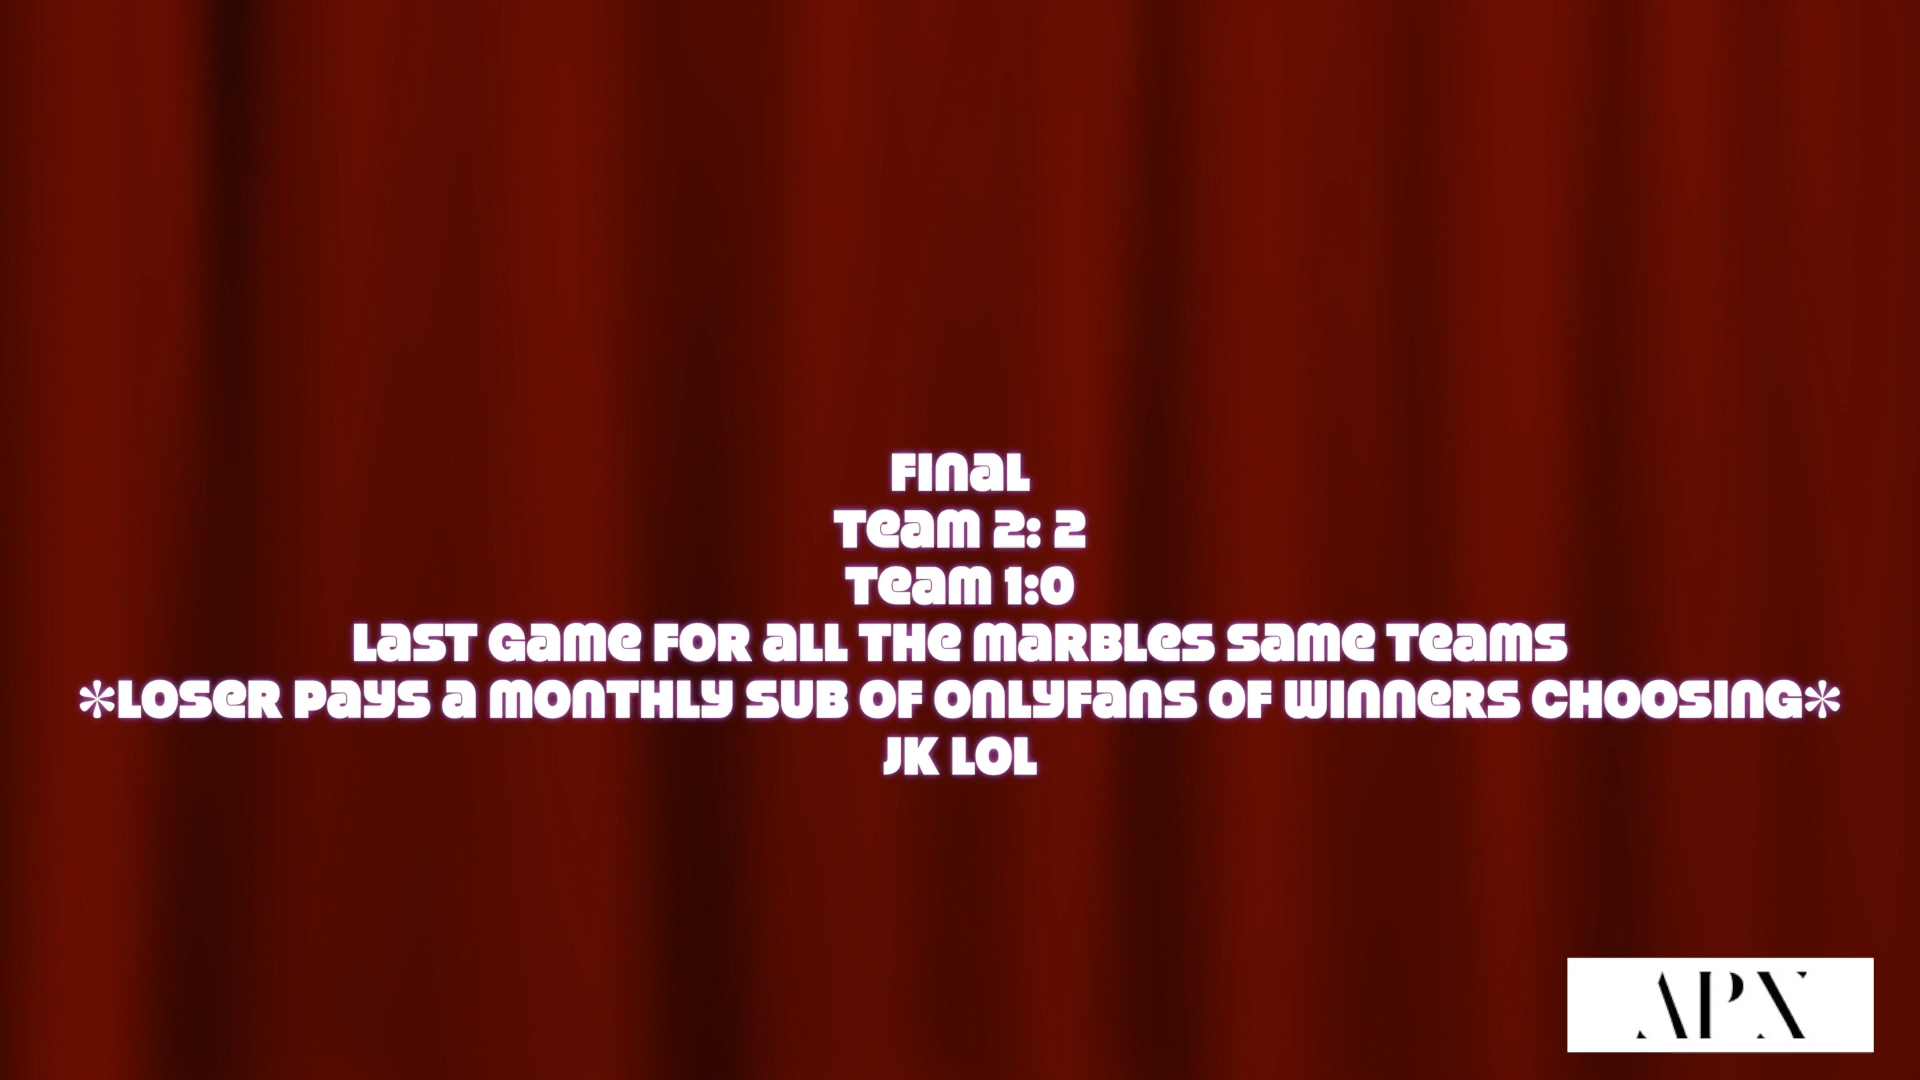 Final
Team 2: 2
Team 1:0
Last game for all the marbles same teams
*Loser pays a monthly sub of onlyfans of winners choosing*
JK LOL
APX